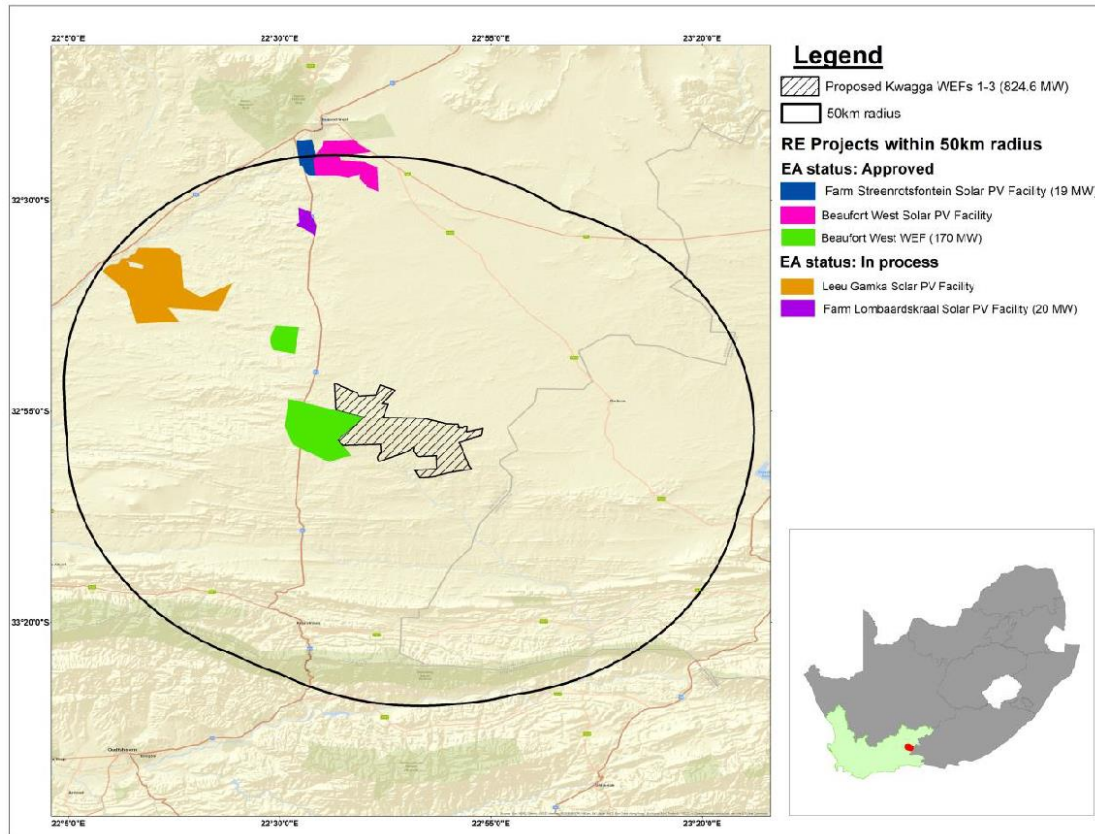 22°5'0"E
22°30'0"E
22°55'0"E
23°20'0"E
32°30'0"S
32°55'0"S
33°20'0"S
22°5'0"E
22°30'0"E
22°55'0"E
23°20'0"E
Legend
Proposed Kwagga WEFs 1-3 (824.6 MW)
50km radius
RE Projects within 50km radius
EA status: Approved
Farm Streenrotsfontein Solar PV Facility (19 MW)
Beaufort West Solar PV Facility
Beaufort West WEF (170 MW)
EA status: In process
Leeu Gamka Solar PV Facility
Farm Lombaardskraal Solar PV Facility (20 MW)